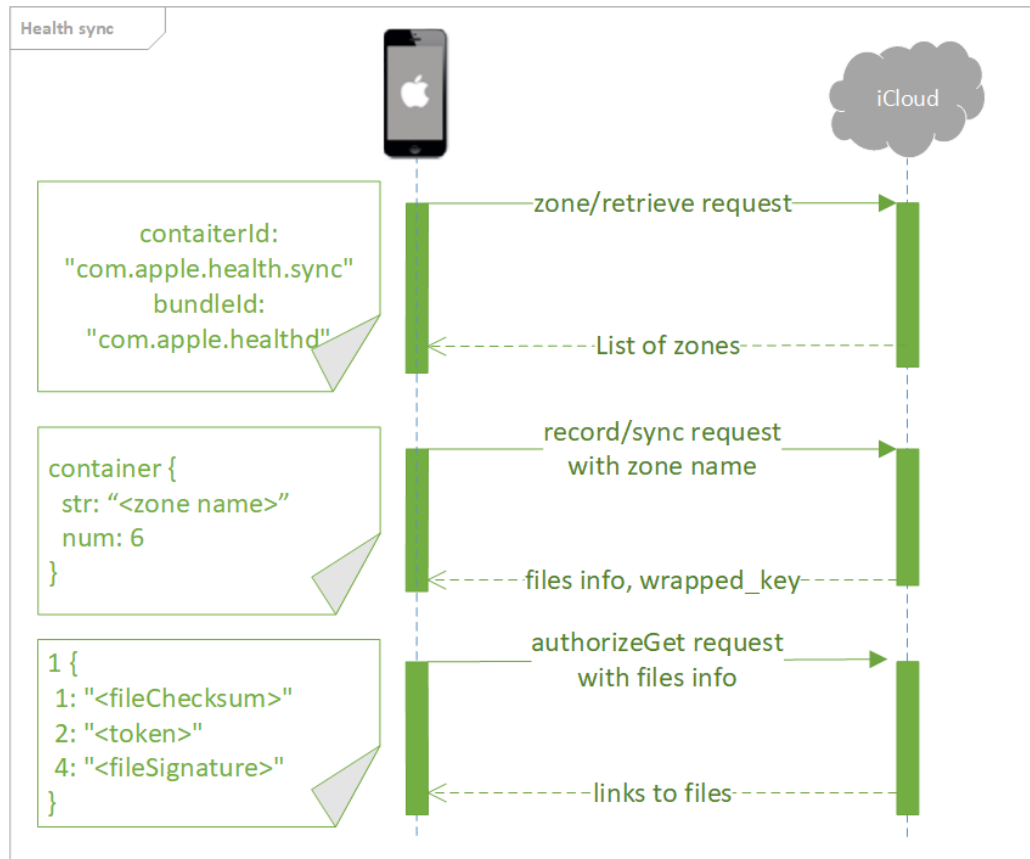 Health sync
iCloud
zone/retrieve request
contaiterId:
"com.apple.health.sync"
bundleId:
"com.apple.healthd"
List of zones
record/sync request
with zone name
container {
str: “<zone name>”
num: 6
}
files info, wrapped_key
authorizeGet request
with files info
1 {
1: "<fileChecksum>"
2: "<token>"
4: "<fileSignature>"
}
links to files